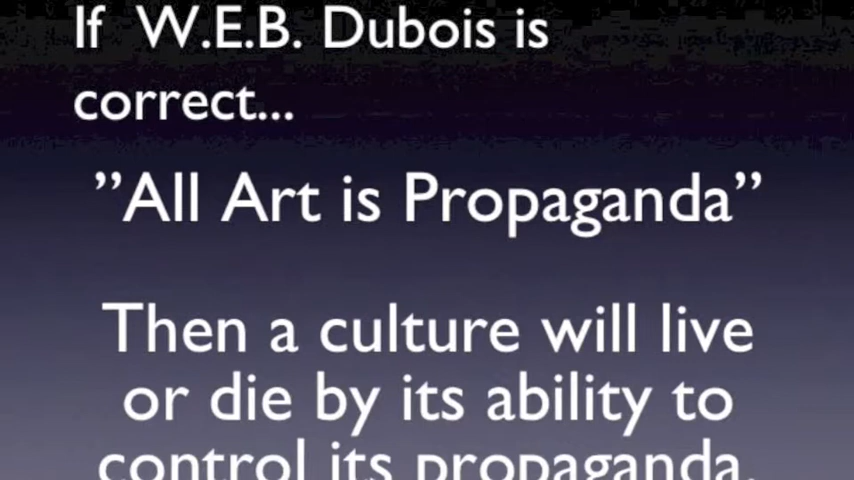 If W.E.B. Dubois is
correct...
”All Art is Propaganda”
Then a culture will live
or die by its ability to
control its propaganda.